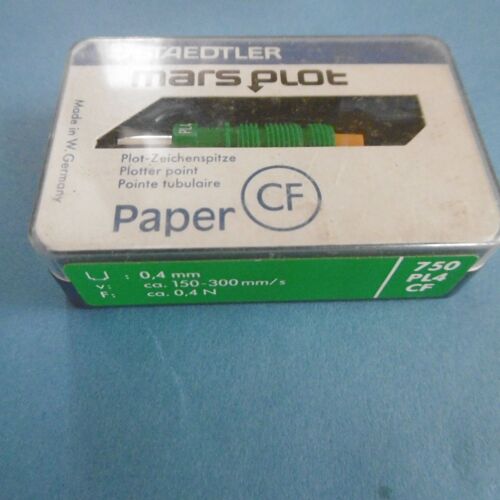 STAEDTLER
mars plot
Made in W. Germany
PL4
Plot-Zeichenspitze
Plotter point
Pointe tubulaire
Paper CF
: 0,4 mm
v: ca. 150-300 mm/s
F: ca. 0,4 N
750
PL4
CF